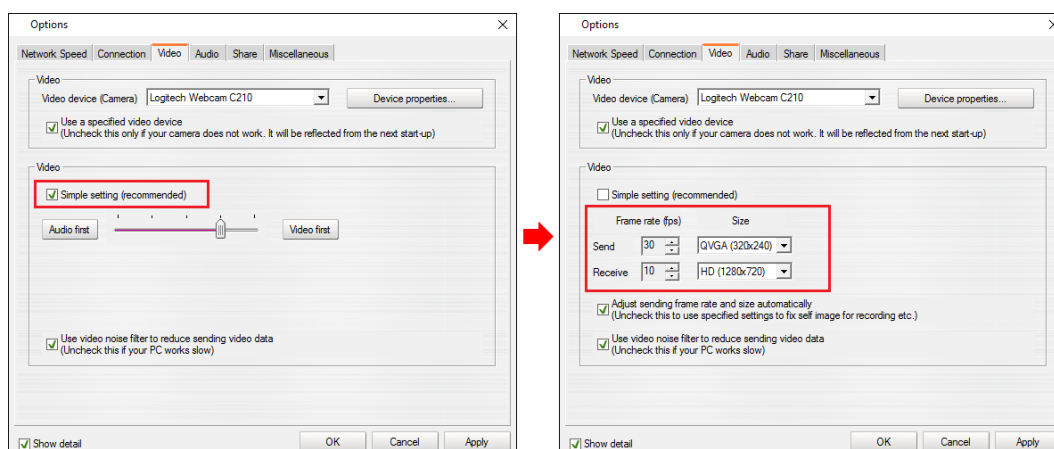 Options
Network Speed Connection Video Audio Share Miscellaneous
Video
Video device (Camera) Logitech Webcam C210 Device properties...
Use a specified video device
(Uncheck this only if your camera does not work. It will be reflected from the next start-up)
Video
Simple setting (recommended)
Audio first Video first
Use video noise filter to reduce sending video data
(Uncheck this if your PC works slow)
Show detail OK Cancel Apply
Options
Network Speed Connection Video Audio Share Miscellaneous
Video
Video device (Camera) Logitech Webcam C210 Device properties...
Use a specified video device
(Uncheck this only if your camera does not work. It will be reflected from the next start-up)
Video
Simple setting (recommended)
Frame rate (fps) Size
Send 30 QVGA (320x240)
Receive 10 HD (1280x720)
Adjust sending frame rate and size automatically
(Uncheck this to use specified settings to fix self image for recording etc.)
Use video noise filter to reduce sending video data
(Uncheck this if your PC works slow)
Show detail OK Cancel Apply